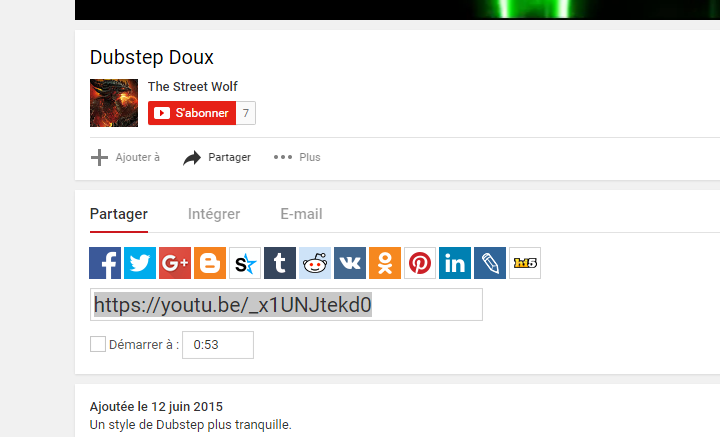 Dubstep Doux
The Street Wolf
S'abonner 7
Ajouter à Partager Plus
Partager Intégrer E-mail
https://youtu.be/_x1UNJtekd0
Démarrer à : 0:53
Ajoutée le 12 juin 2015
Un style de Dubstep plus tranquille.